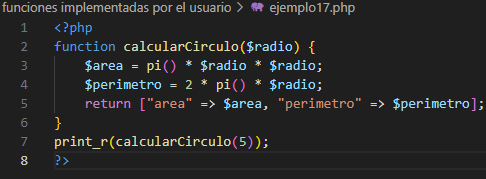 funciones implementadas por el usuario > ejemplo17.php
1 <?php
2 function calcularCirculo($radio) {
3     $area = pi() * $radio * $radio;
4     $perimetro = 2 * pi() * $radio;
5     return ["area" => $area, "perimetro" => $perimetro];
6 }
7 print_r(calcularCirculo(5));
8 ?>